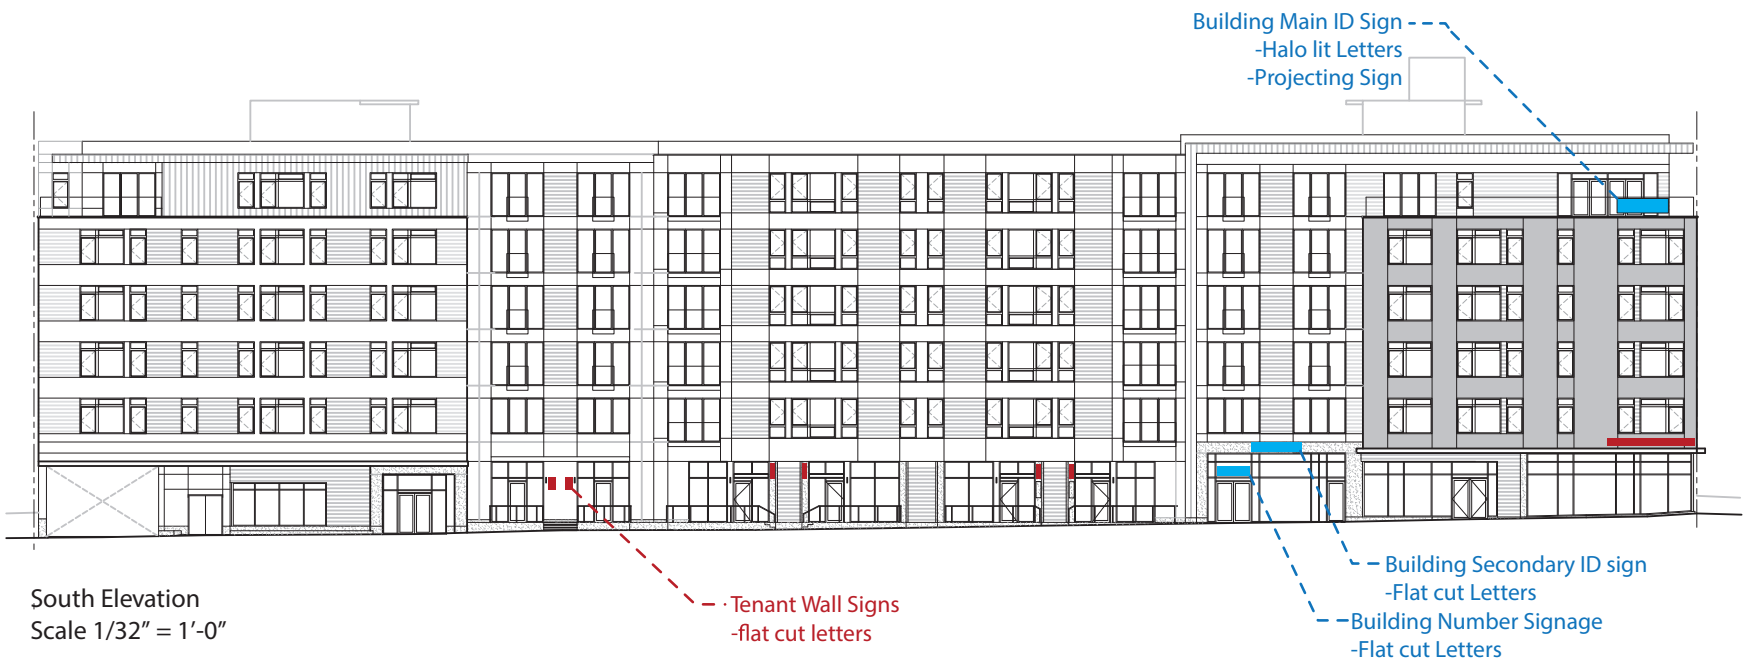 Building Main ID Sign
-Halo lit Letters
-Projecting Sign
Building Secondary ID sign
-Flat cut Letters
Building Number Signage
-Flat cut Letters
Tenant Wall Signs
-flat cut letters
South Elevation
Scale 1/32” = 1’-0”